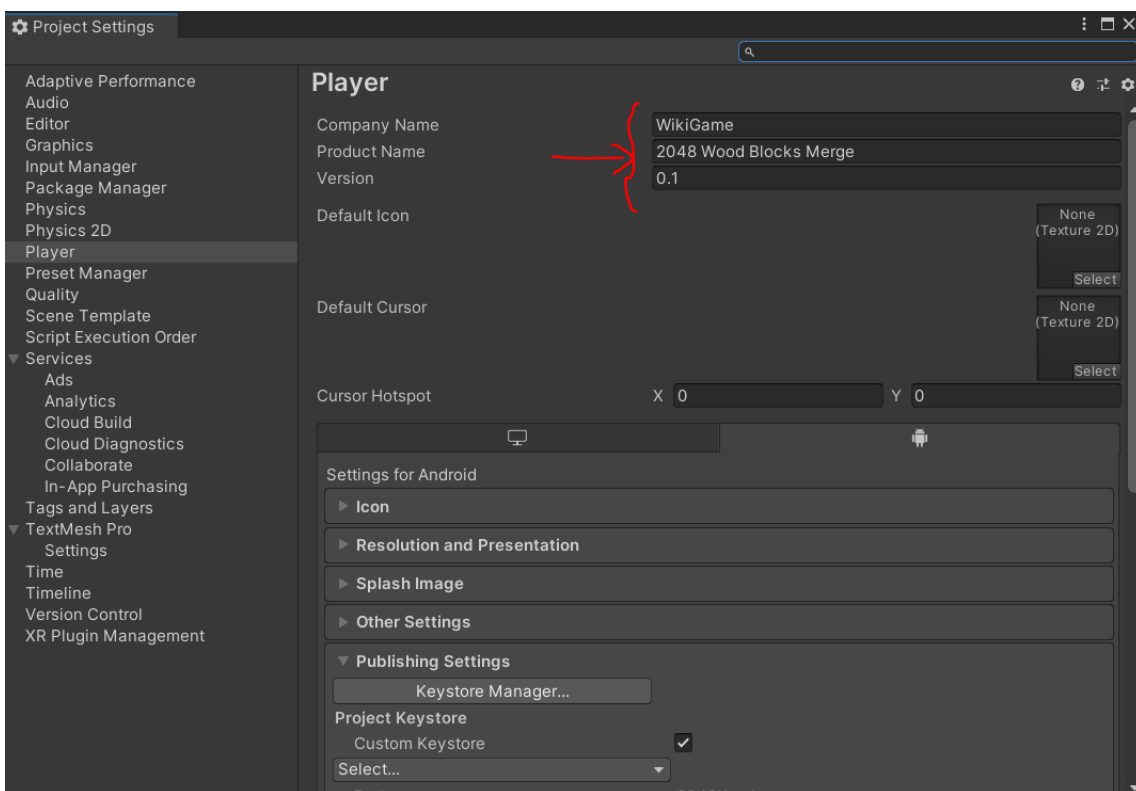 Project Settings
Adaptive Performance
Audio
Editor
Graphics
Input Manager
Package Manager
Physics
Physics 2D
Player
Preset Manager
Quality
Scene Template
Script Execution Order
Services
Ads
Analytics
Cloud Build
Cloud Diagnostics
Collaborate
In-App Purchasing
Tags and Layers
TextMesh Pro
Settings
Time
Timeline
Version Control
XR Plugin Management
Player
Company Name WikiGame
Product Name 2048 Wood Blocks Merge
Version 0.1
Default Icon
None
(Texture 2D)
Select
Default Cursor
None
(Texture 2D)
Select
Cursor Hotspot X 0 Y 0
Settings for Android
Icon
Resolution and Presentation
Splash Image
Other Settings
Publishing Settings
Keystore Manager...
Project Keystore
Custom Keystore
Select...